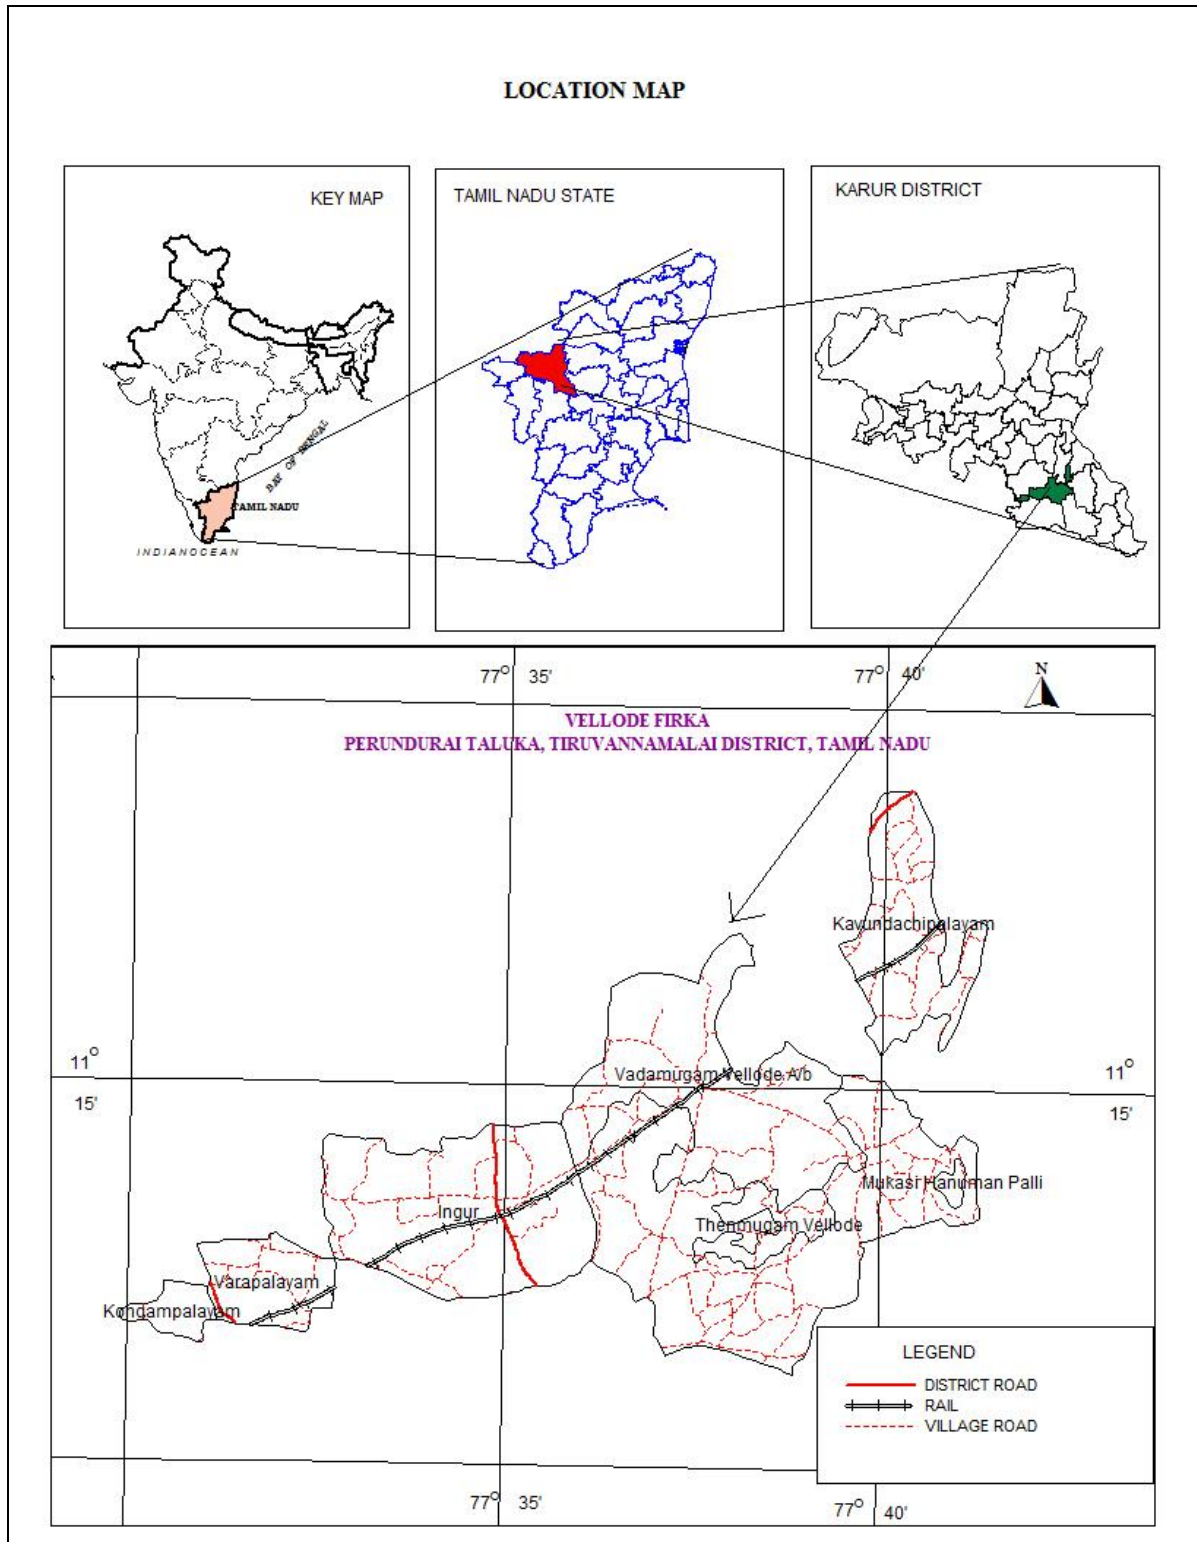 LOCATION MAP
KEY MAP
BAY OF BENGAL
TAMIL NADU
INDIANOCEAN
TAMIL NADU STATE
KARUR DISTRICT
77° 35'
77° 40'
N
VELLODE FIRKA
PERUNDURAI TALUKA, TIRUVANNAMALAI DISTRICT, TAMIL NADU
Kavundachipalayam
11°
15'
Vadamugam Vellode A/b
11°
15'
Mukasi Hanuman Palli
Ingur
Thenmugam Vellode
Varapalayam
Kongampalayam
LEGEND
DISTRICT ROAD
RAIL
VILLAGE ROAD
77° 35'
77° 40'